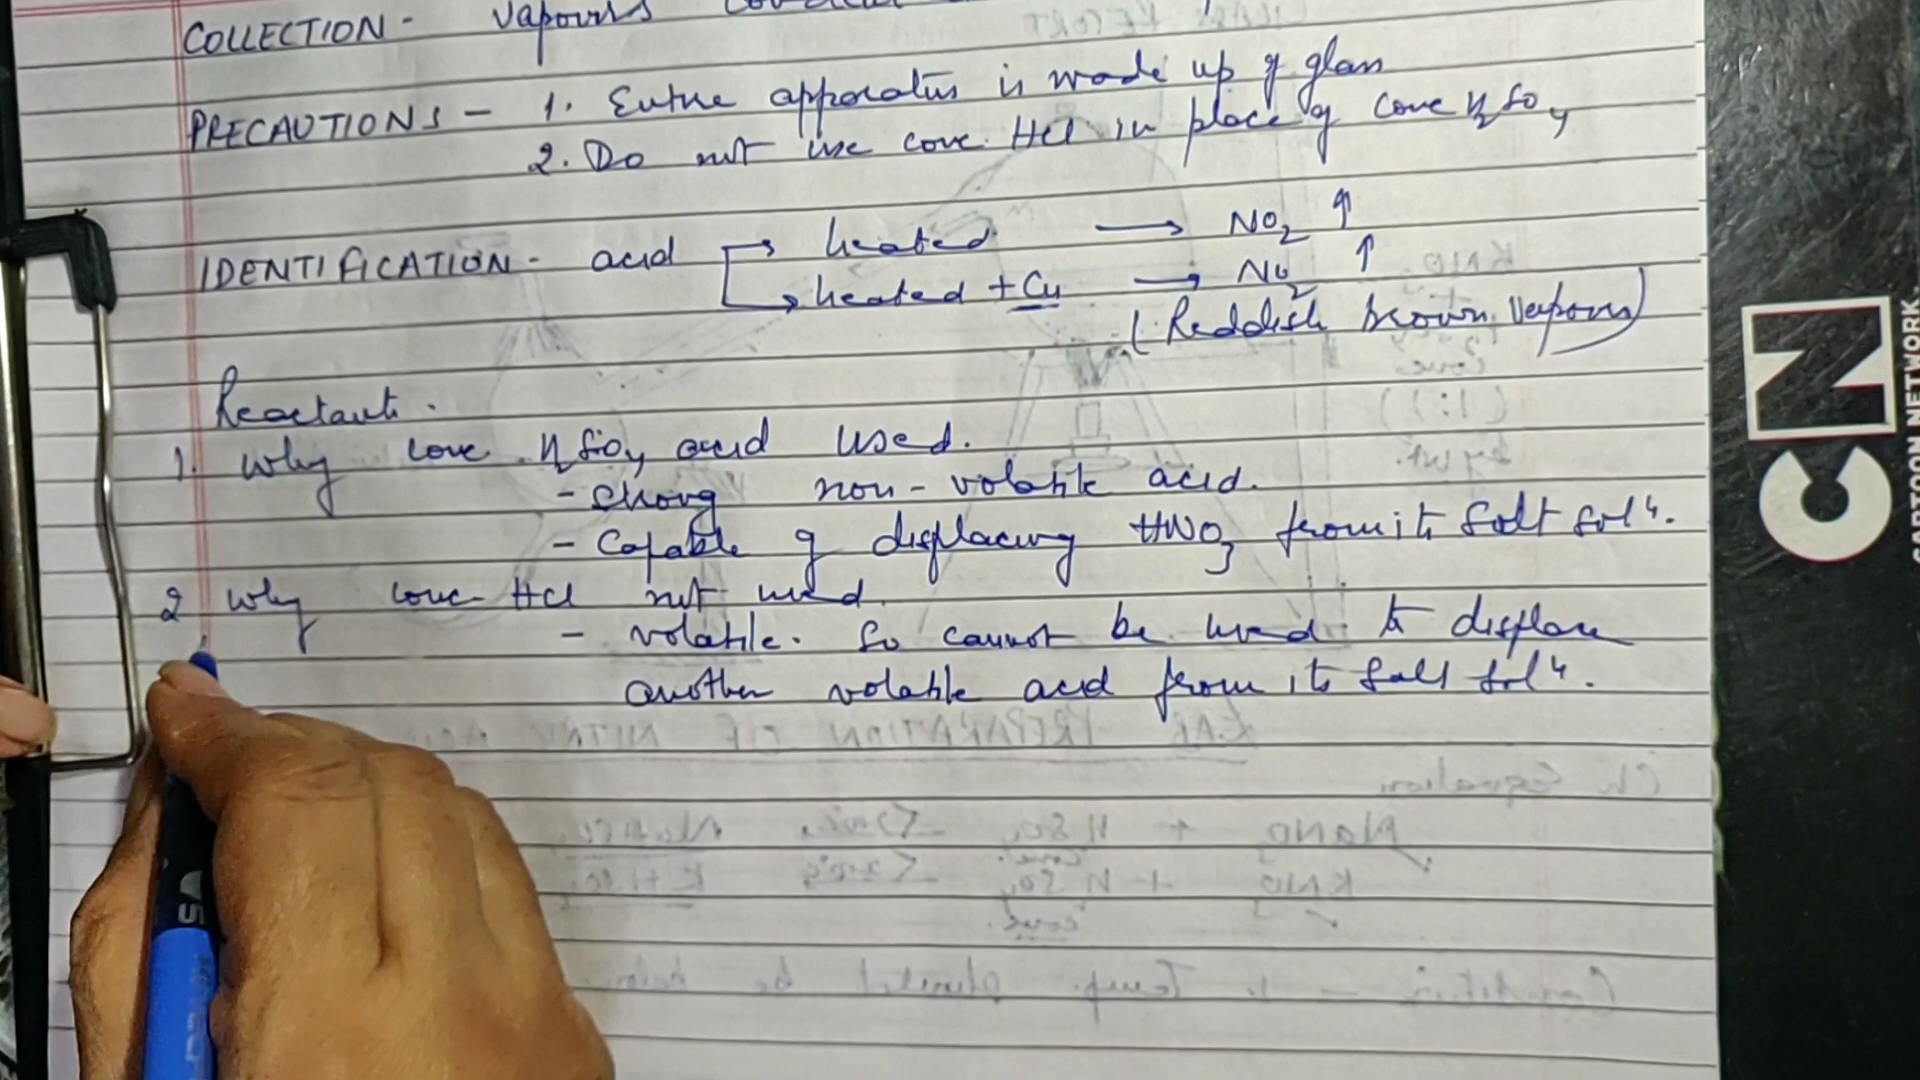 COLLECTION - Vapours
PRECAUTIONS - 1. Entire apparatus is made up of glass
2. Do not use conc. HCl in place of conc H2SO4
IDENTIFICATION - acid → heated → NO2 ↑
→ heated + Cu → NO2 ↑
(Reddish brown vapours)
Reactants.
1. Why conc H2SO4 acid used.
- Strong non-volatile acid.
- Capable of displacing HNO3 from its salt soln.
2 Why conc HCl not used.
- volatile. So cannot be used to displace
another volatile acid from its salt soln.
CN
CARTOON NETWORK